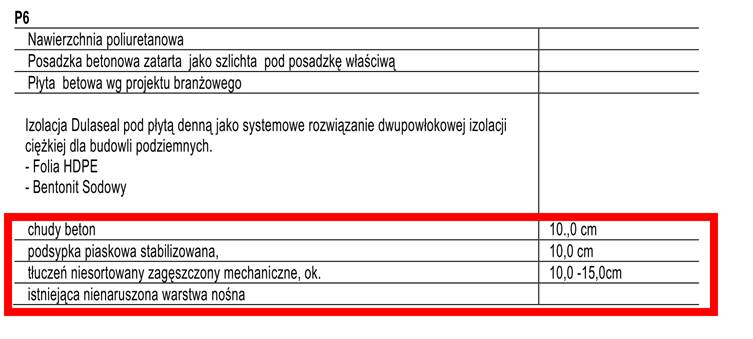 P6
Nawierzchnia poliuretanowa
Posadzka betonowa zatarta jako szlichta pod posadzkę właściwą
Płyta betowa wg projektu branżowego
Izolacja Dulaseal pod płytą denną jako systemowe rozwiązanie dwupowłokowej izolacji
ciężkiej dla budowli podziemnych.
- Folia HDPE
- Bentonit Sodowy
chudy beton 10.,0 cm
podsypka piaskowa stabilizowana, 10,0 cm
tłuczeń niesortowany zagęszczony mechaniczne, ok. 10,0 -15,0cm
istniejąca nienaruszona warstwa nośna